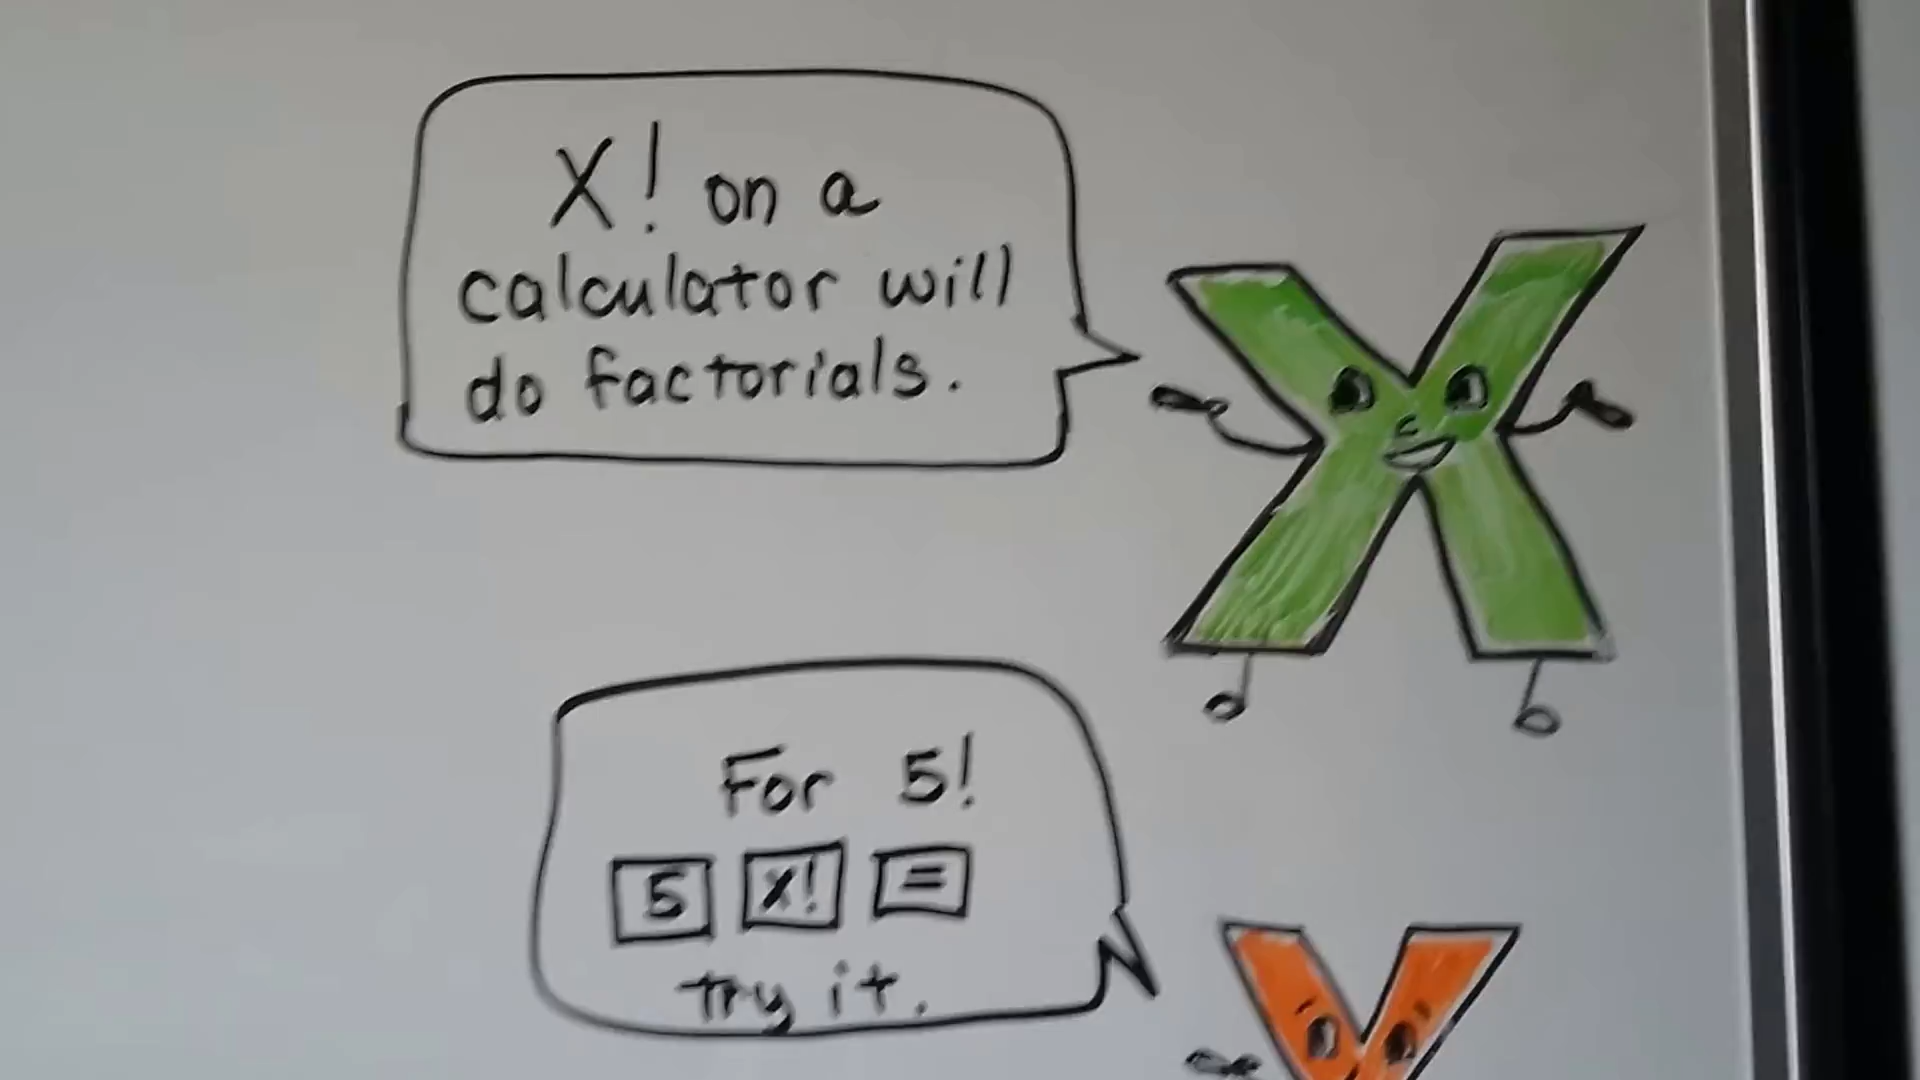 X! on a
calculator will
do factorials.
For 5!
5 x! =
try it.